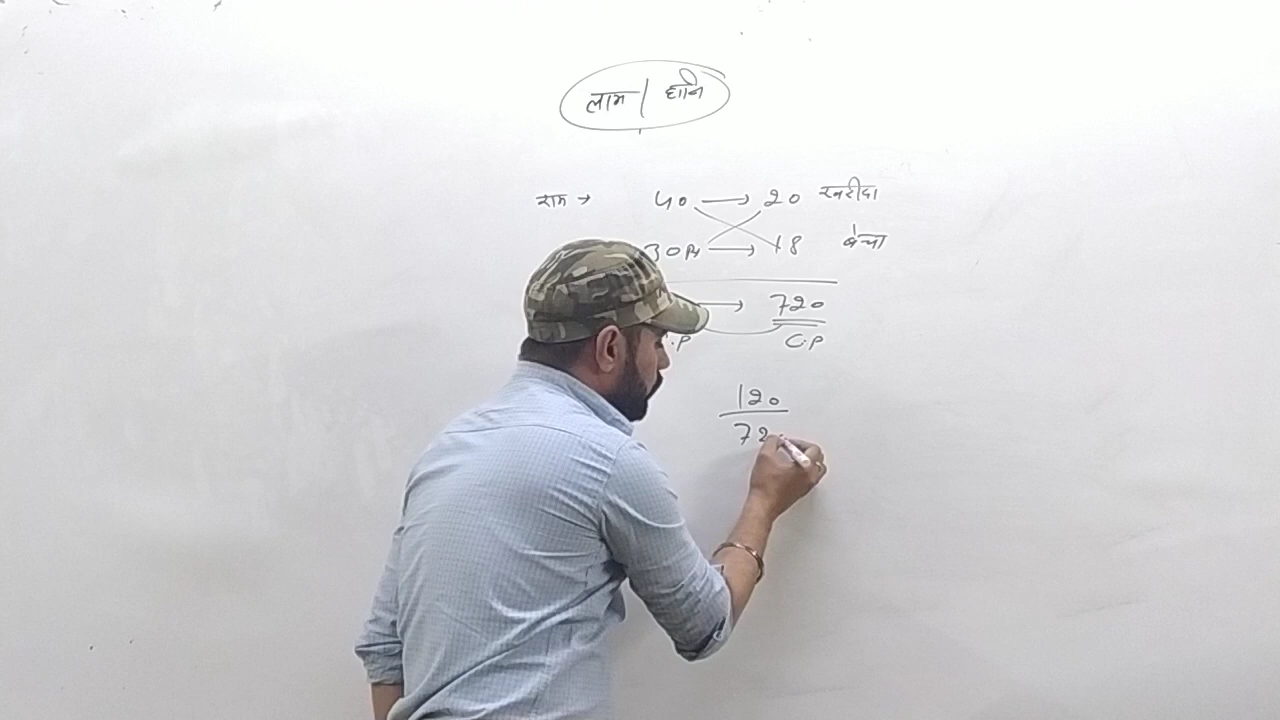 लाभ / हानि
राम → 40 → 20 खरीदा
30 → 18 बेचा
→ 720
.P C.P
120
72